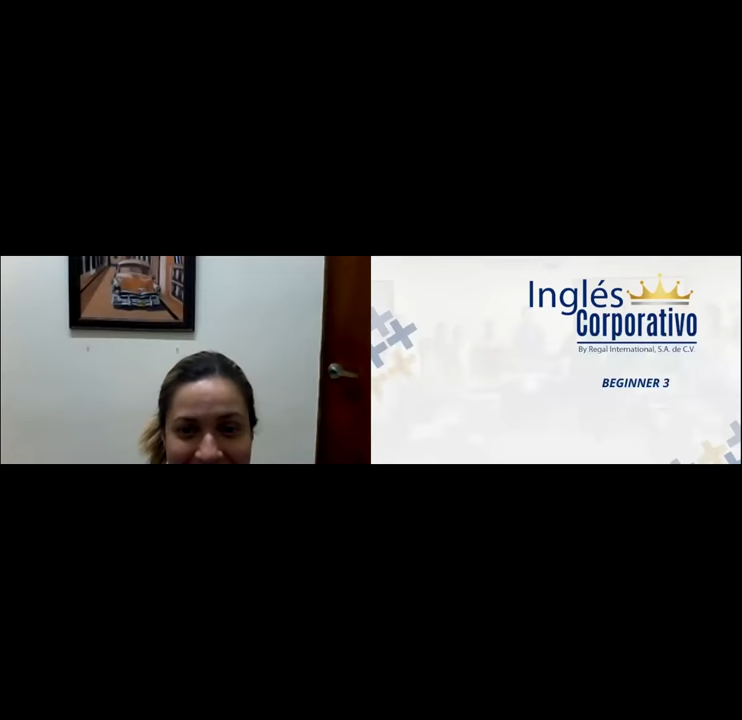 Inglés
Corporativo
By Regal International, S.A. de C.V.
BEGINNER 3